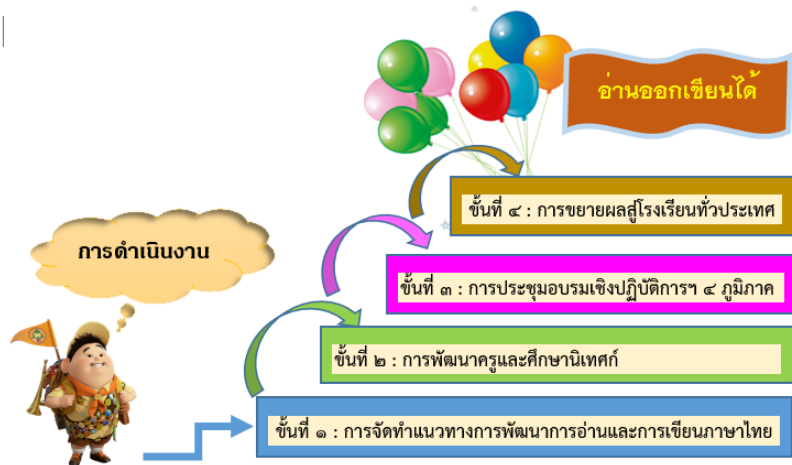 อ่านออกเขียนได้
ขั้นที่ ๔ : การขยายผลสู่โรงเรียนทั่วประเทศ
การดำเนินงาน
ขั้นที่ ๓ : การประชุมอบรมเชิงปฏิบัติการฯ ๔ ภูมิภาค
ขั้นที่ ๒ : การพัฒนาครูและศึกษานิเทศก์
ขั้นที่ ๑ : การจัดทำแนวทางการพัฒนาการอ่านและการเขียนภาษาไทย